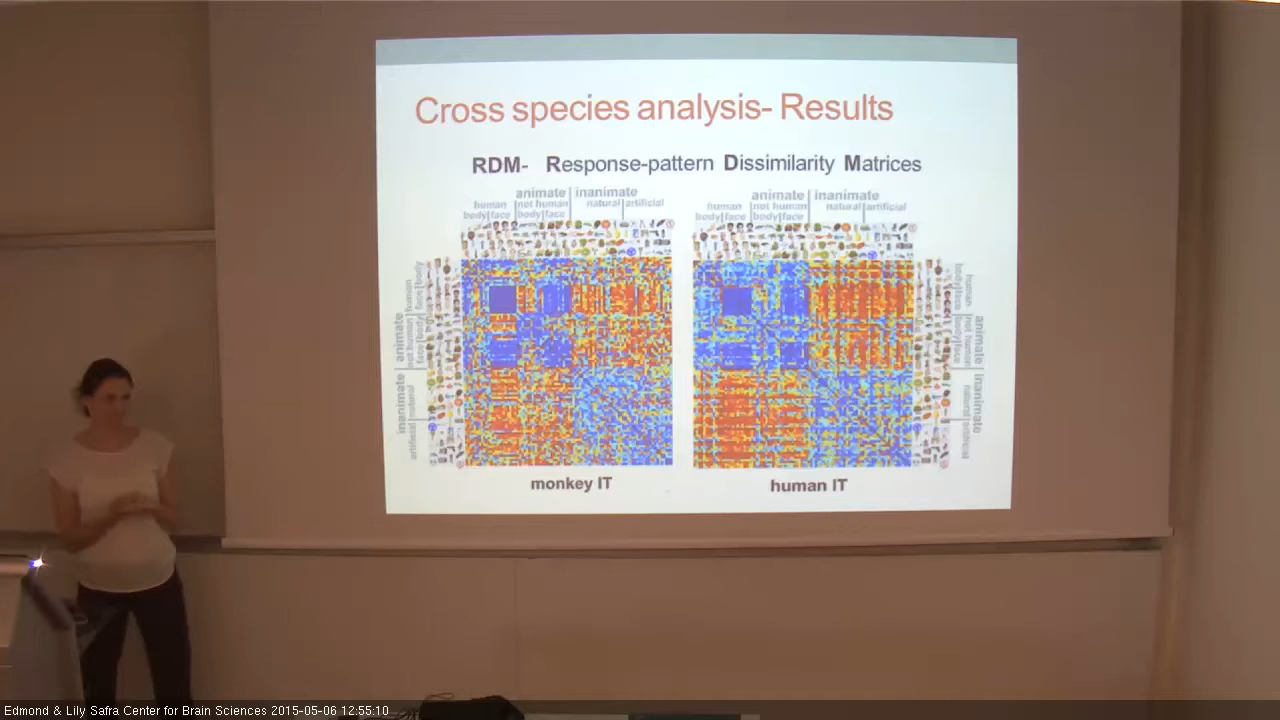 Cross species analysis- Results
RDM- Response-pattern Dissimilarity Matrices
animate inanimate
human not human natural artificial
body face body face
animate inanimate
human not human natural artificial
body face body face
animate
human
not human
body
face
body
face
inanimate
natural
artificial
human
body face
not human
body face
animate
inanimate
natural
artificial
monkey IT
human IT
Edmond & Lily Safra Center for Brain Sciences 2015-05-06 12:55:10